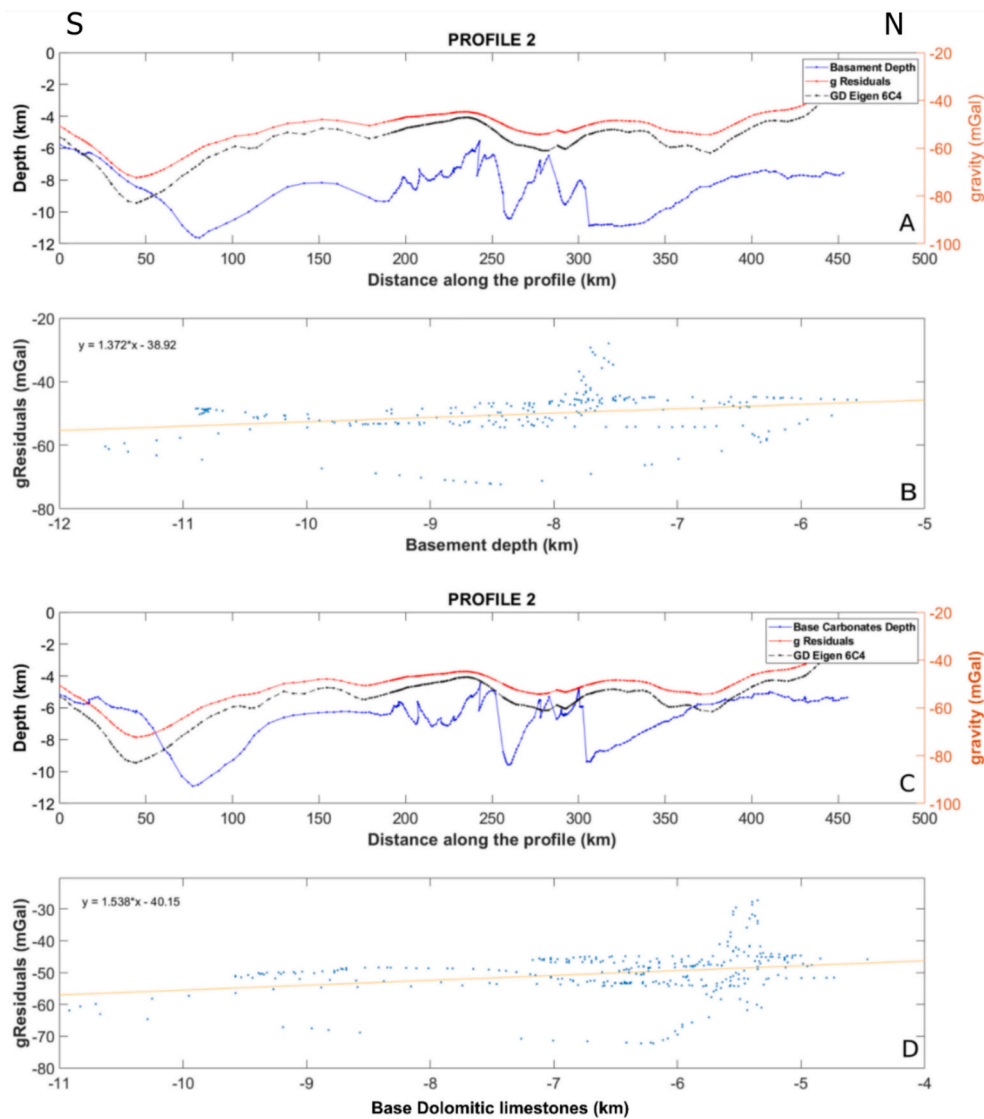 S N
PROFILE 2
0 -2 -4 -6 -8 -10 -12
Depth (km)
Basament Depth
g Residuals
GD Eigen 6C4
-20 -40 -60 -80 -100
gravity (mGal)
A
0 50 100 150 200 250 300 350 400 450 500
Distance along the profile (km)
-20 -40 -60 -80
gResiduals (mGal)
y = 1.372*x - 38.92
B
-12 -11 -10 -9 -8 -7 -6 -5
Basement depth (km)
PROFILE 2
0 -2 -4 -6 -8 -10 -12
Depth (km)
Base Carbonates Depth
g Residuals
GD Eigen 6C4
-20 -40 -60 -80 -100
gravity (mGal)
C
0 50 100 150 200 250 300 350 400 450 500
Distance along the profile (km)
-30 -40 -50 -60 -70 -80
gResiduals (mGal)
y = 1.538*x - 40.15
D
-11 -10 -9 -8 -7 -6 -5 -4
Base Dolomitic limestones (km)